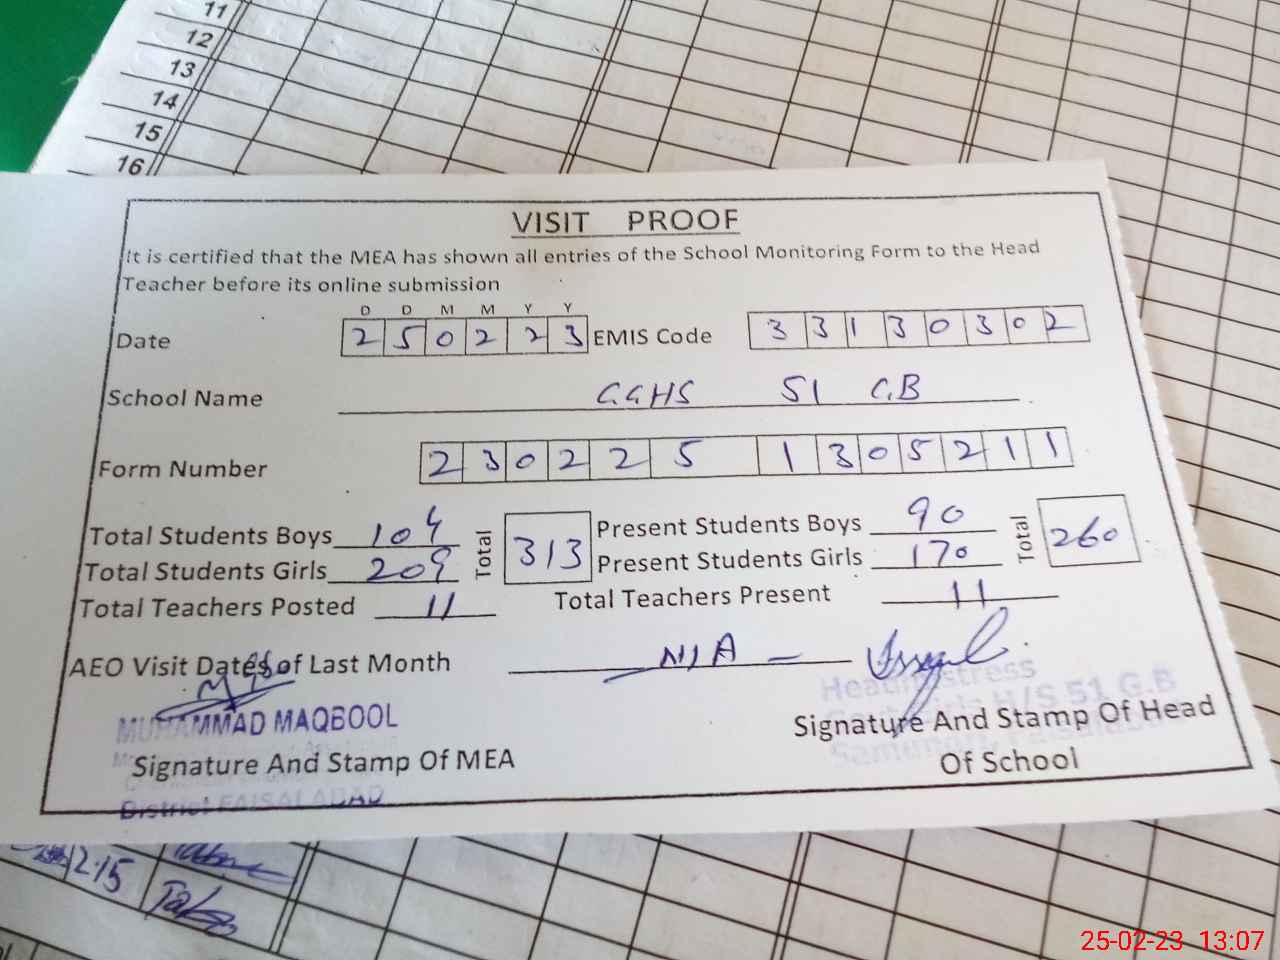 11
12
13
14
15
16
VISIT PROOF
It is certified that the MEA has shown all entries of the School Monitoring Form to the Head
Teacher before its online submission
D D M M Y Y
Date 2 5 0 2 2 3 EMIS Code 3 3 1 3 0 3 0 2
School Name GGHS 51 GB
Form Number 2 3 0 2 2 5 1 3 0 5 2 1 1
Total Students Boys 104 Total 313 Present Students Boys 90 Total 260
Total Students Girls 209 Present Students Girls 170
Total Teachers Posted 11 Total Teachers Present 11
AEO Visit Dates of Last Month N/A
MUHAMMAD MAQBOOL
Headmistress
H/S 51 G.B
Signature And Stamp Of MEA
Signature And Stamp Of Head
Of School
District FAISALABAD
12:15
25-02-23 13:07